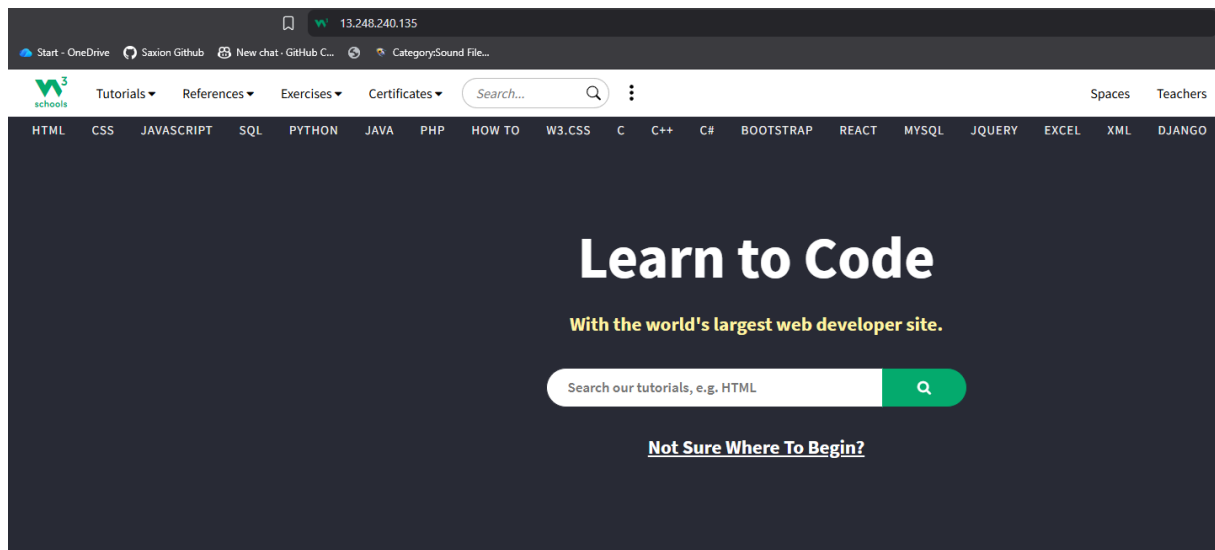 13.248.240.135
Start - OneDrive Saxion Github New chat · GitHub C... Category:Sound File...
W3 schools Tutorials References Exercises Certificates Search... Spaces Teachers
HTML CSS JAVASCRIPT SQL PYTHON JAVA PHP HOW TO W3.CSS C C++ C# BOOTSTRAP REACT MYSQL JQUERY EXCEL XML DJANGO
Learn to Code
With the world's largest web developer site.
Search our tutorials, e.g. HTML
Not Sure Where To Begin?